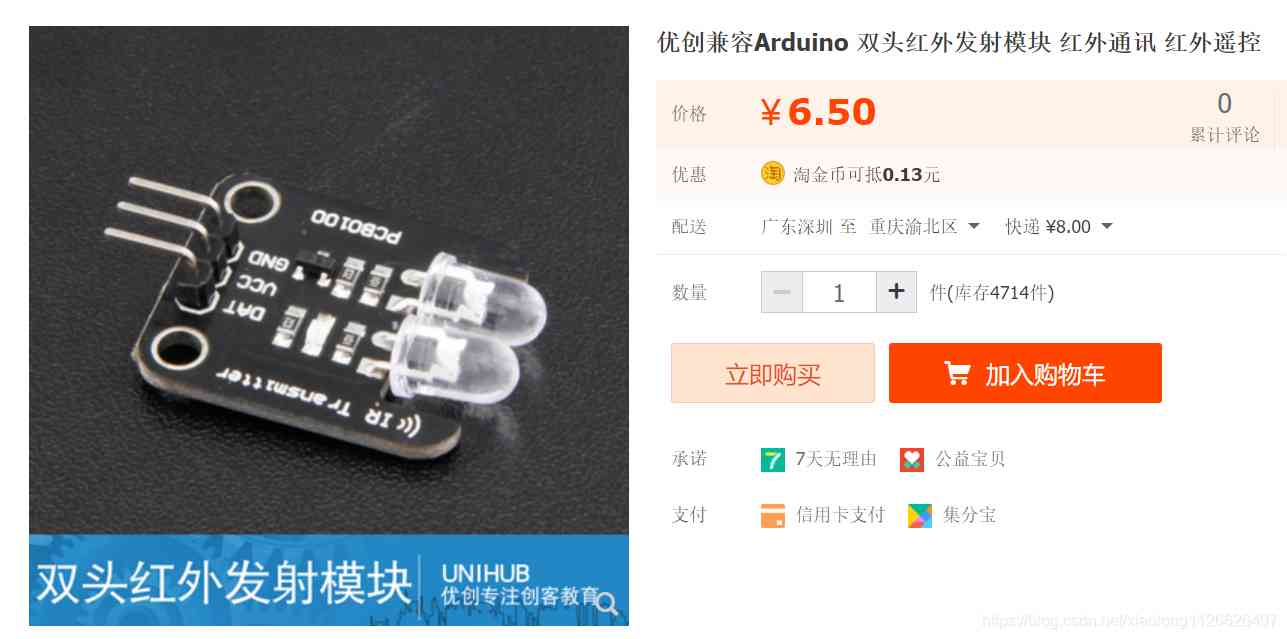 优创兼容Arduino 双头红外发射模块 红外通讯 红外遥控
价格 ¥6.50 0
累计评论
优惠 淘 淘金币可抵0.13元
配送 广东深圳 至 重庆渝北区 快递 ¥8.00
数量 − 1 + 件(库存4714件)
立即购买 加入购物车
承诺 7 7天无理由 公益宝贝
支付 信用卡支付 集分宝
PCB0100
GND
VCC
DAT
IR Transmitter
双头红外发射模块 UNIHUB
优创专注创客教育